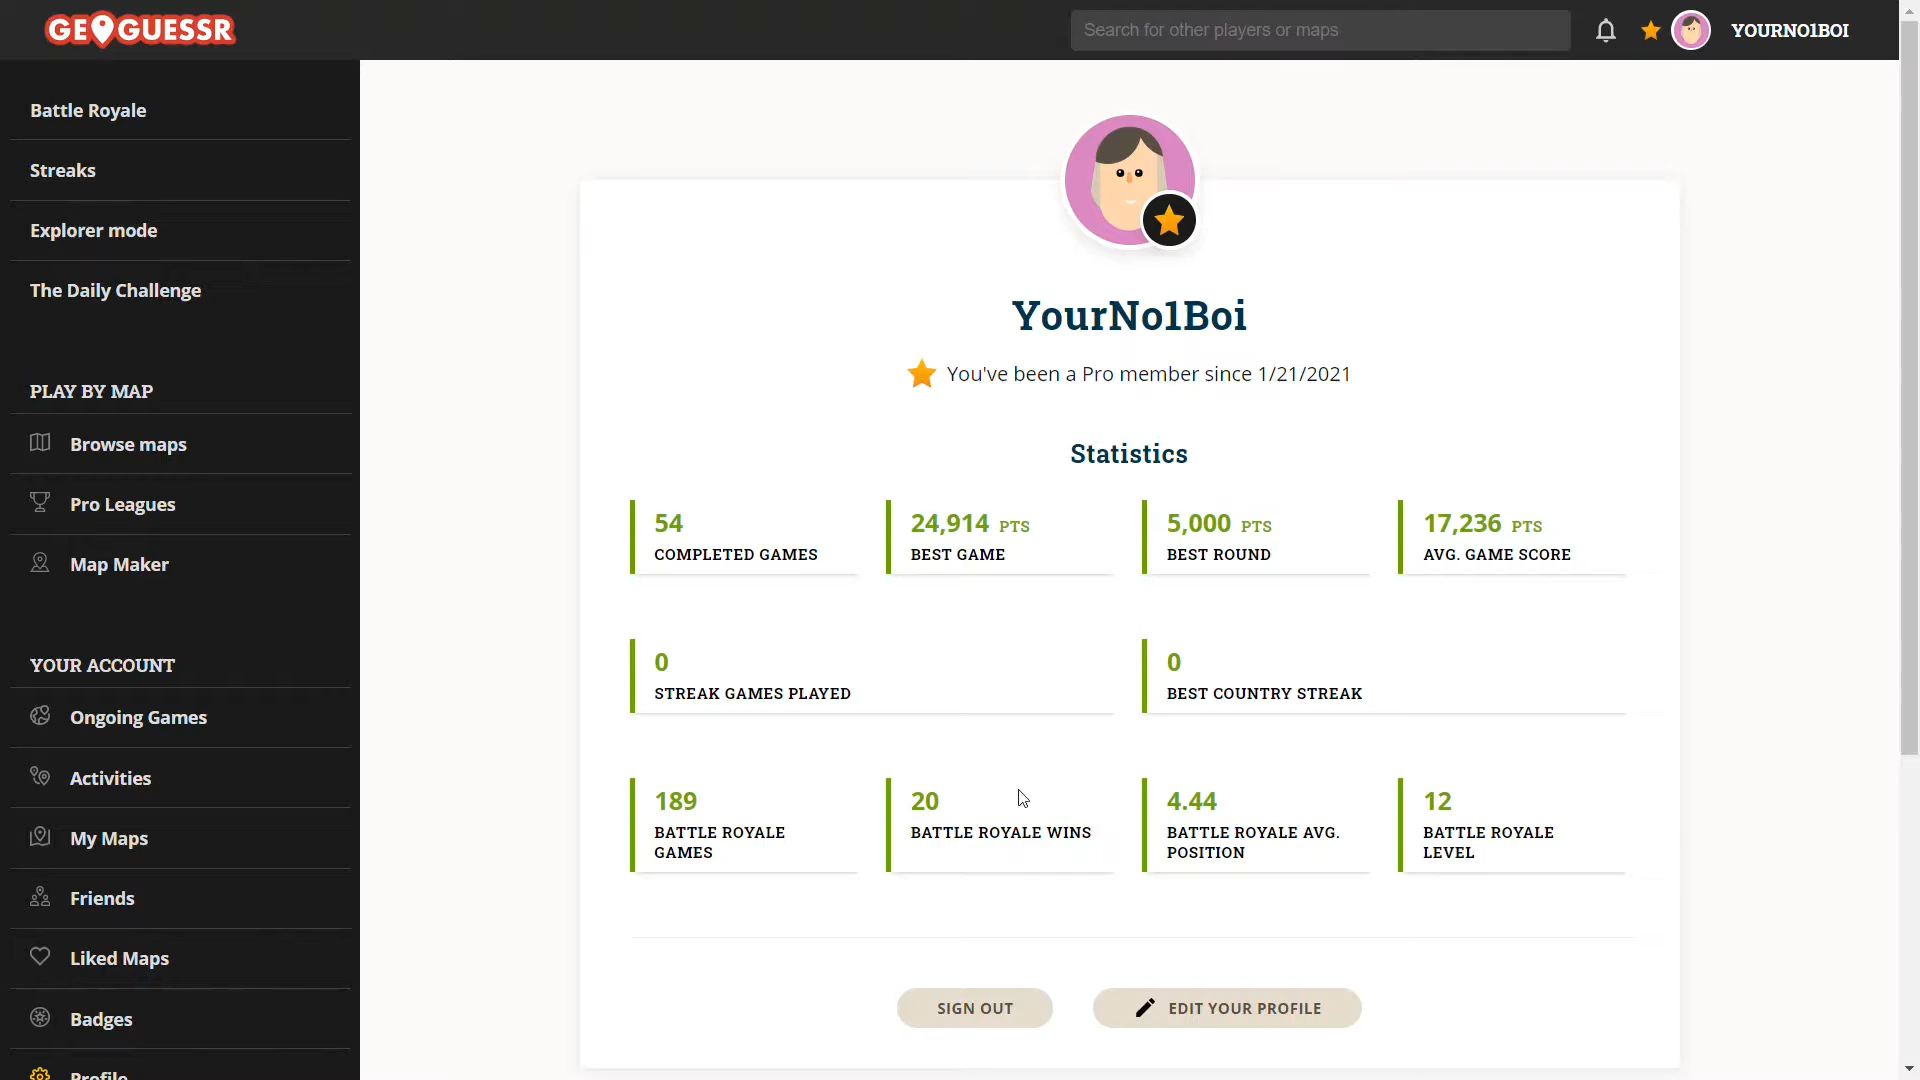 GEOGUESSR
Search for other players or maps
YOURNO1BOI
Battle Royale
Streaks
Explorer mode
The Daily Challenge
PLAY BY MAP
Browse maps
Pro Leagues
Map Maker
YOUR ACCOUNT
Ongoing Games
Activities
My Maps
Friends
Liked Maps
Badges
Profile
YourNo1Boi
You've been a Pro member since 1/21/2021
Statistics
54
COMPLETED GAMES
24,914 PTS
BEST GAME
5,000 PTS
BEST ROUND
17,236 PTS
AVG. GAME SCORE
0
STREAK GAMES PLAYED
0
BEST COUNTRY STREAK
189
BATTLE ROYALE
GAMES
20
BATTLE ROYALE WINS
4.44
BATTLE ROYALE AVG.
POSITION
12
BATTLE ROYALE
LEVEL
SIGN OUT
EDIT YOUR PROFILE